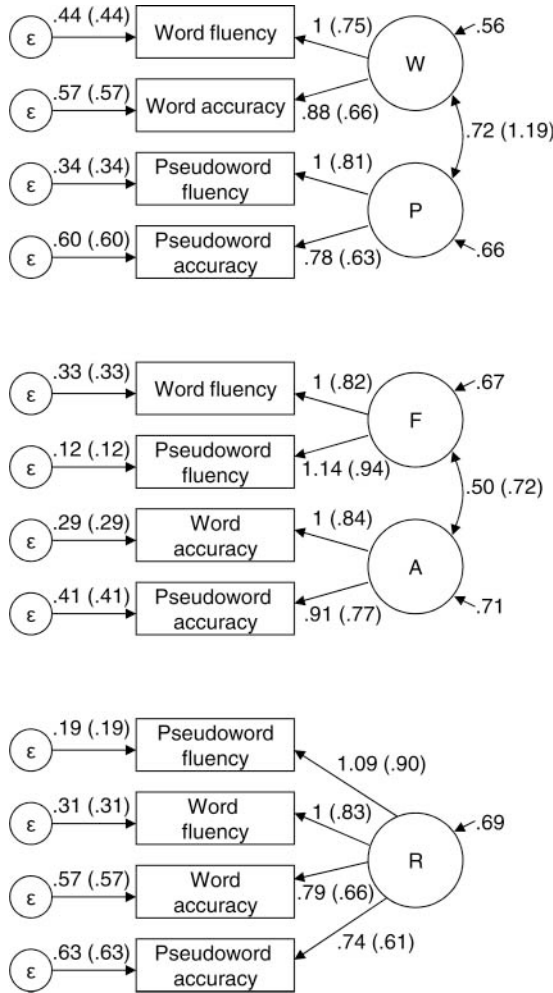 .44 (.44)
ε
Word fluency
1 (.75)
W
.56
.57 (.57)
ε
Word accuracy
.88 (.66)
.72 (1.19)
.34 (.34)
ε
Pseudoword
fluency
1 (.81)
P
.60 (.60)
ε
Pseudoword
accuracy
.78 (.63)
.66
.33 (.33)
ε
Word fluency
1 (.82)
F
.67
.12 (.12)
ε
Pseudoword
fluency
1.14 (.94)
.50 (.72)
.29 (.29)
ε
Word
accuracy
1 (.84)
A
.41 (.41)
ε
Pseudoword
accuracy
.91 (.77)
.71
.19 (.19)
ε
Pseudoword
fluency
1.09 (.90)
.31 (.31)
ε
Word
fluency
1 (.83)
R
.69
.57 (.57)
ε
Word
accuracy
.79 (.66)
.63 (.63)
ε
Pseudoword
accuracy
.74 (.61)